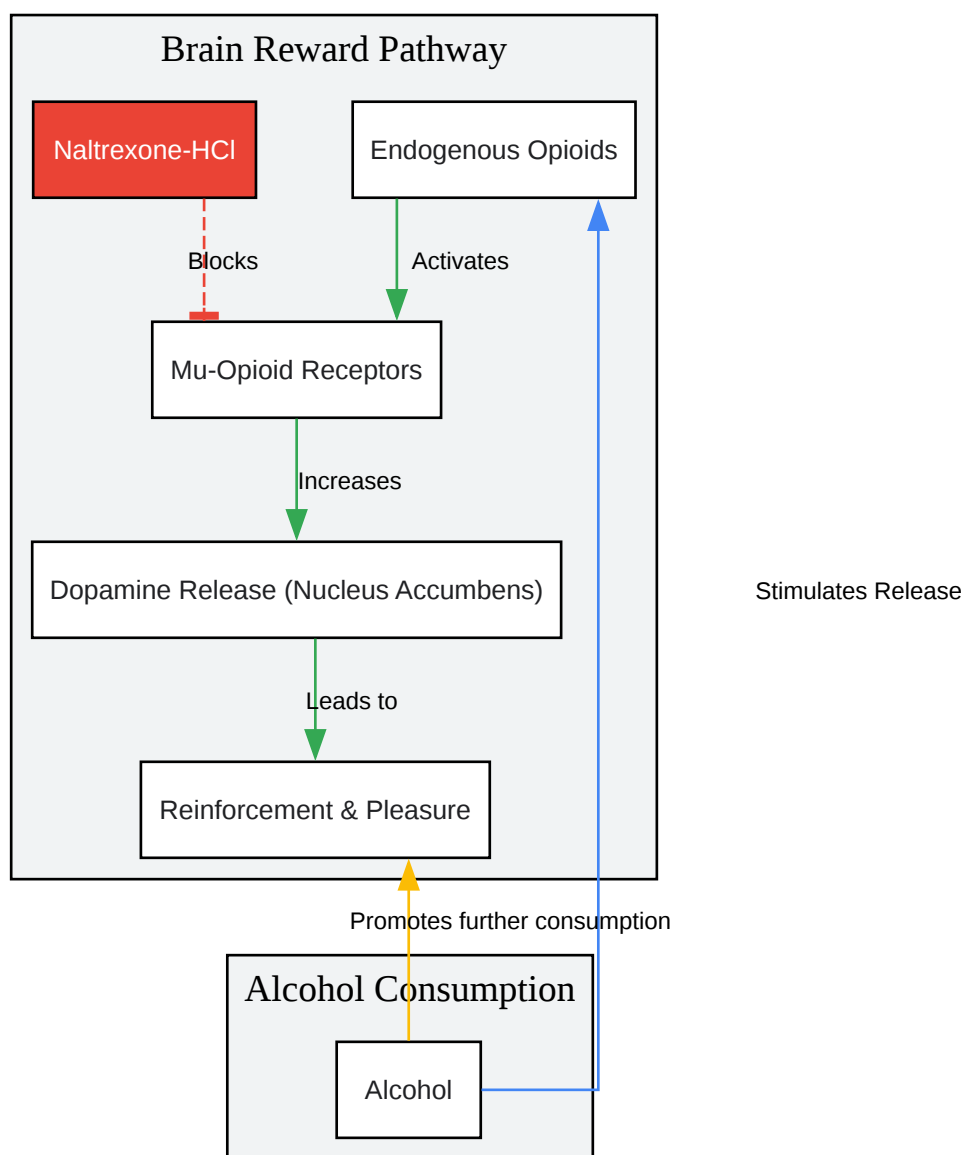 Brain Reward Pathway
Naltrexone-HCl
Endogenous Opioids
Blocks
Activates
Mu-Opioid Receptors
Increases
Dopamine Release (Nucleus Accumbens)
Stimulates Release
Leads to
Reinforcement & Pleasure
Promotes further consumption
Alcohol Consumption
Alcohol